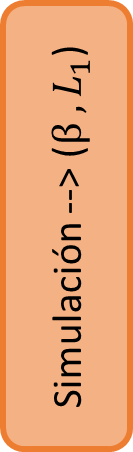 Simulación ---> (β , L₁)